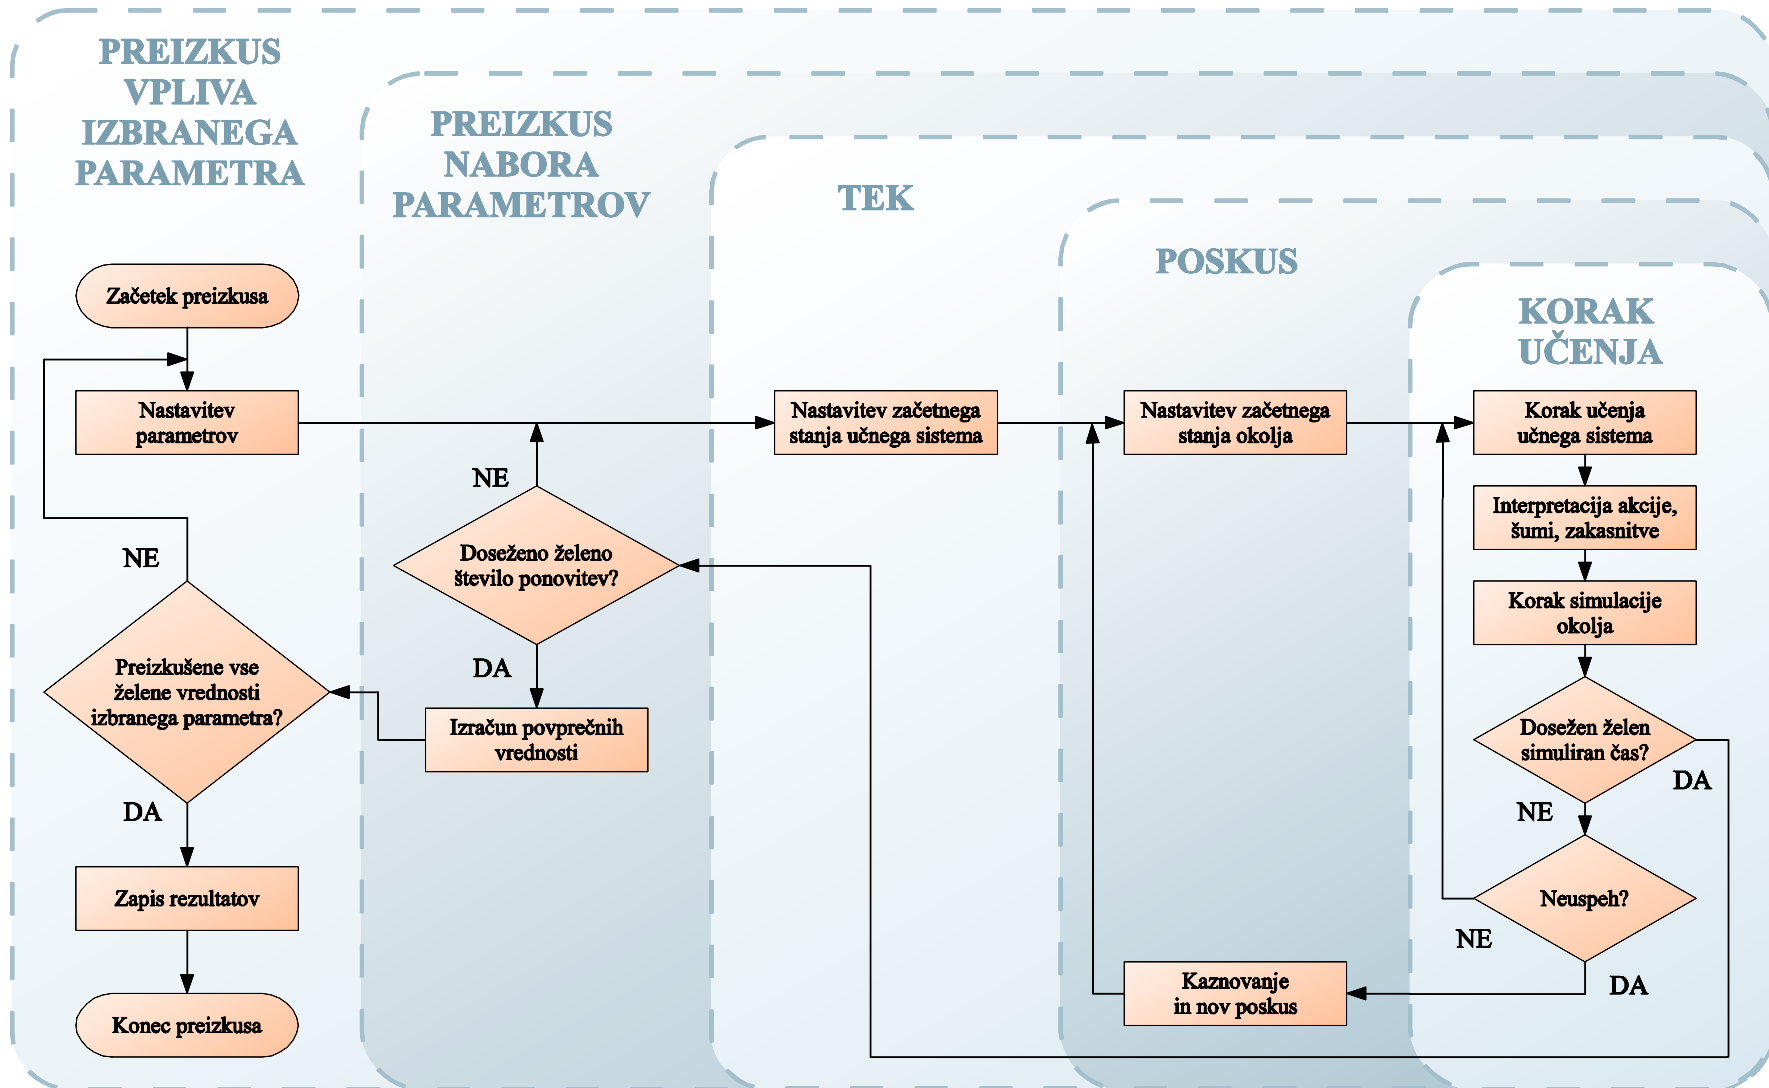 PREIZKUS
VPLIVA
IZBRANEGA
PARAMETRA
Začetek preizkusa
Nastavitev
parametrov
NE
Preizkušene vse
želene vrednosti
izbranega parametra?
DA
Zapis rezultatov
Konec preizkusa
PREIZKUS
NABORA
PARAMETROV
NE
Doseženo želeno
število ponovitev?
DA
Izračun povprečnih
vrednosti
TEK
Nastavitev začetnega
stanja učnega sistema
POSKUS
Nastavitev začetnega
stanja okolja
Kaznovanje
in nov poskus
KORAK
UČENJA
Korak učenja
učnega sistema
Interpretacija akcije,
šumi, zakasnitve
Korak simulacije
okolja
Dosežen želen
simuliran čas?
DA
NE
Neuspeh?
NE
DA